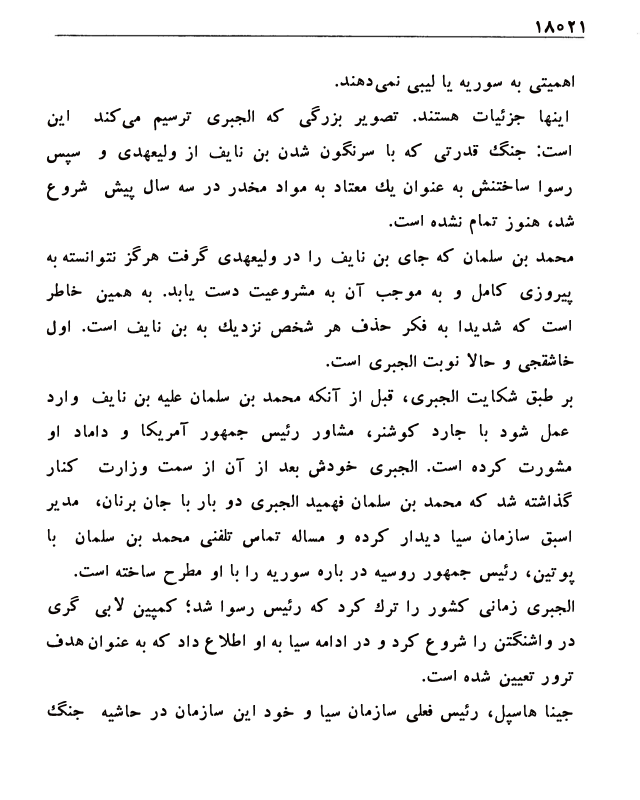 ۱۸۰۲۱
اهمیتی به سوریه یا لیبی نمی‌دهند.
اینها جزئیات هستند. تصویر بزرگی که الجبری ترسیم می‌کند این
است: جنگ قدرتی که با سرنگون شدن بن نایف از ولیعهدی و سپس
رسوا ساختنش به عنوان یك معتاد به مواد مخدر در سه سال پیش شروع
شد، هنوز تمام نشده است.
محمد بن سلمان که جای بن نایف را در ولیعهدی گرفت هرگز نتوانسته به
پیروزی کامل و به موجب آن به مشروعیت دست یابد. به همین خاطر
است که شدیدا به فکر حذف هر شخص نزدیك به بن نایف است. اول
خاشقجی و حالا نوبت الجبری است.
بر طبق شکایت الجبری، قبل از آنکه محمد بن سلمان علیه بن نایف وارد
عمل شود با جارد کوشنر، مشاور رئیس جمهور آمریکا و داماد او
مشورت کرده است. الجبری خودش بعد از آن از سمت وزارت کنار
گذاشته شد که محمد بن سلمان فهمید الجبری دو بار با جان برنان، مدیر
اسبق سازمان سیا دیدار کرده و مساله تماس تلفنی محمد بن سلمان با
پوتین، رئیس جمهور روسیه در باره سوریه را با او مطرح ساخته است.
الجبری زمانی کشور را ترك کرد که رئیس رسوا شد؛ کمپین لابی گری
در واشنگتن را شروع کرد و در ادامه سیا به او اطلاع داد که به عنوان هدف
ترور تعیین شده است.
جینا هاسپل، رئیس فعلی سازمان سیا و خود این سازمان در حاشیه جنگ